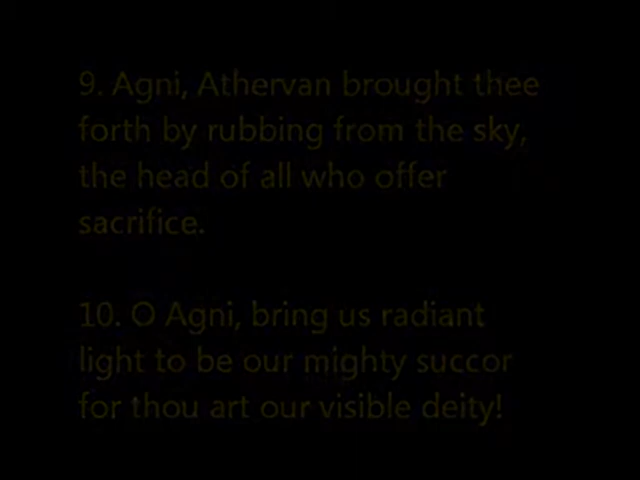 9. Agni, Athervan brought thee
forth by rubbing from the sky,
the head of all who offer
sacrifice.
10. O Agni, bring us radiant
light to be our mighty succor
for thou art our visible deity!